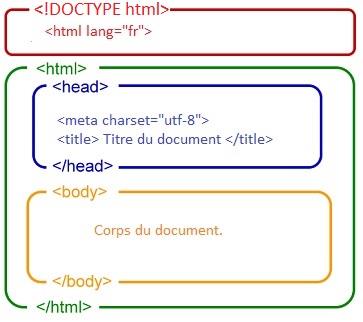 <!DOCTYPE html>
<html lang="fr">
<html>
<head>
<meta charset="utf-8">
<title> Titre du document </title>
</head>
<body>
Corps du document.
</body>
</html>